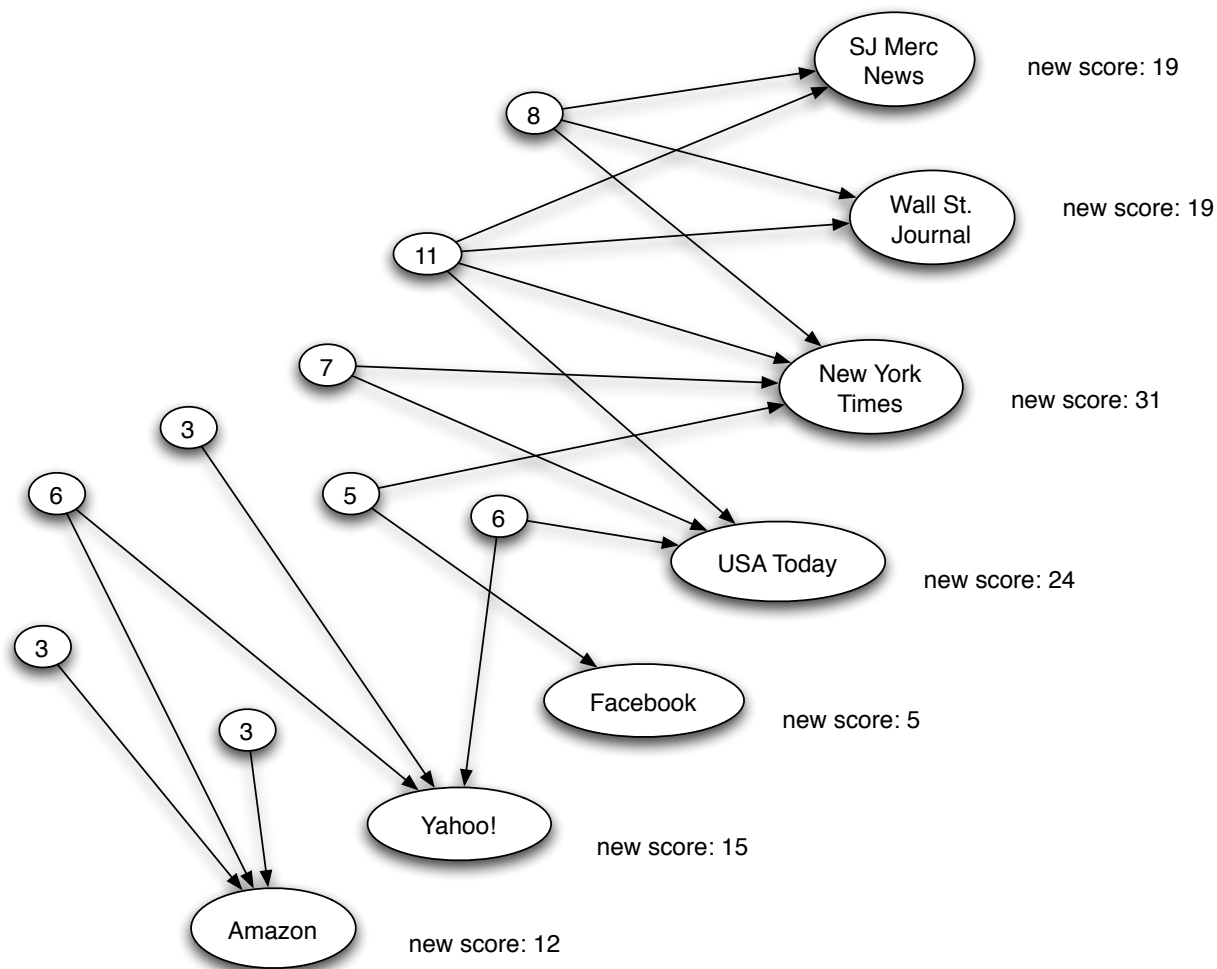 SJ Merc
News
new score: 19
8
Wall St.
Journal
new score: 19
11
7
New York
Times
new score: 31
3
6
5
6
USA Today
new score: 24
3
Facebook
new score: 5
3
Yahoo!
new score: 15
Amazon
new score: 12